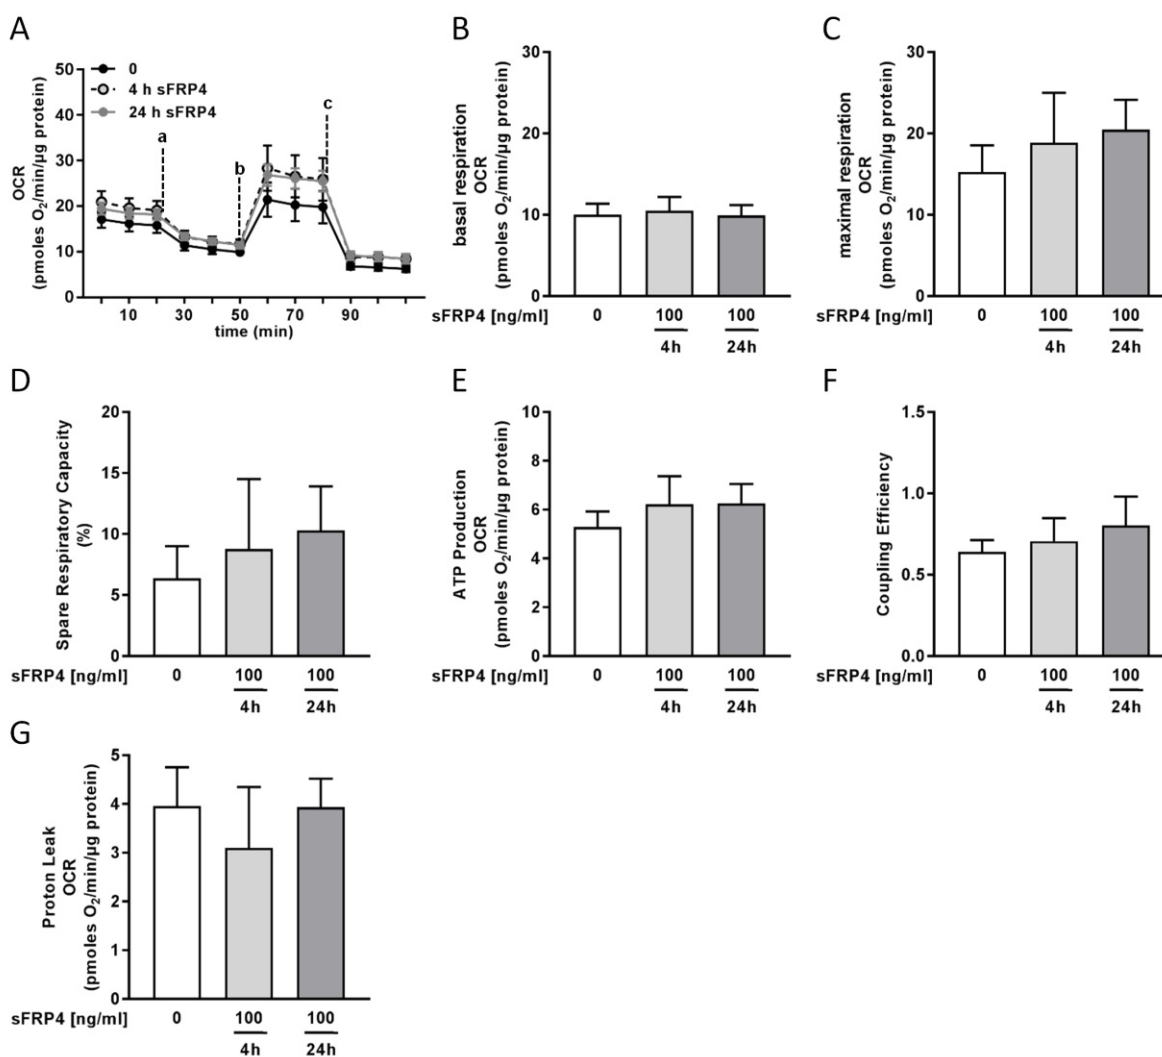 A
OCR
(pmoles O₂/min/µg protein)
50
40
30
20
10
0
0
4 h sFRP4
24 h sFRP4
a
b
c
10 30 50 70 90
time (min)
B
basal respiration
OCR
(pmoles O₂/min/µg protein)
30
20
10
0
sFRP4 [ng/ml] 0 100 100
4h 24h
C
maximal respiration
OCR
(pmoles O₂/min/µg protein)
30
20
10
0
sFRP4 [ng/ml] 0 100 100
4h 24h
D
Spare Respiratory Capacity
(%)
20
15
10
5
0
sFRP4 [ng/ml] 0 100 100
4h 24h
E
ATP Production
OCR
(pmoles O₂/min/µg protein)
10
8
6
4
2
0
sFRP4 [ng/ml] 0 100 100
4h 24h
F
Coupling Efficiency
1.5
1.0
0.5
0.0
sFRP4 [ng/ml] 0 100 100
4h 24h
G
Proton Leak
OCR
(pmoles O₂/min/µg protein)
5
4
3
2
1
0
sFRP4 [ng/ml] 0 100 100
4h 24h